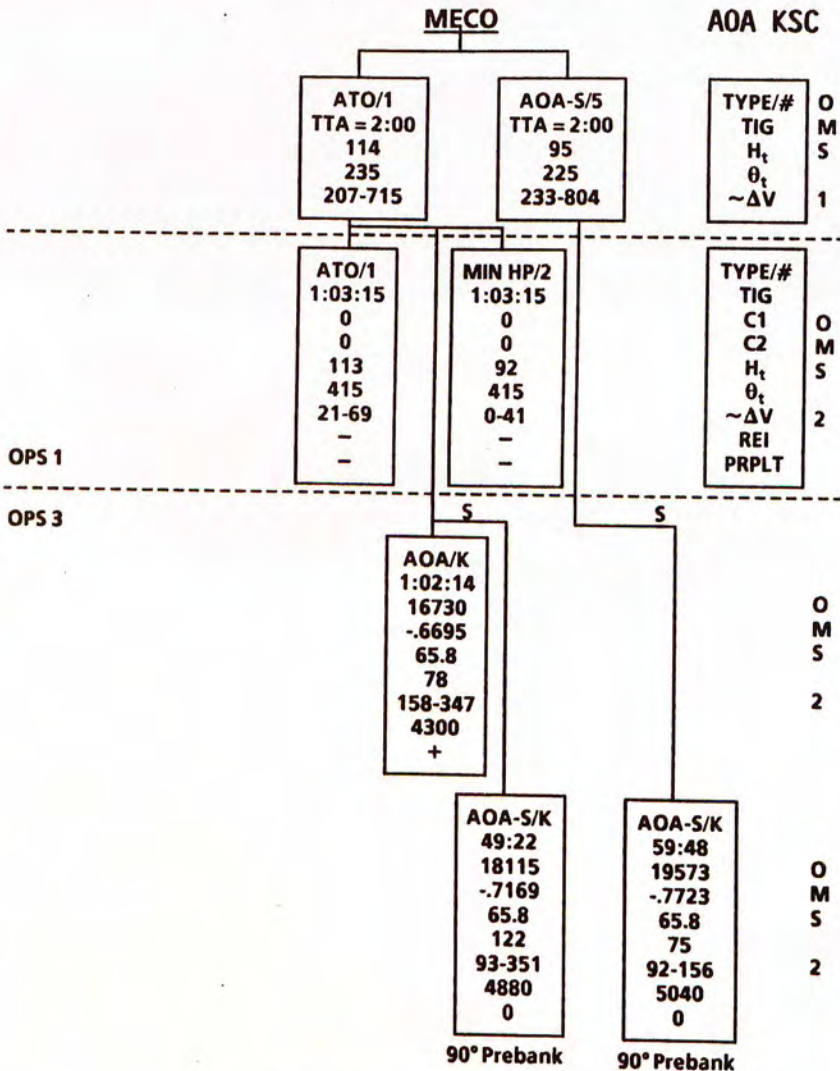 MECO
AOA KSC
ATO/1
TTA = 2:00
114
235
207-715
AOA-S/5
TTA = 2:00
95
225
233-804
TYPE/#
TIG
Ht
θt
~ΔV
O
M
S
1
ATO/1
1:03:15
0
0
113
415
21-69
–
–
MIN HP/2
1:03:15
0
0
92
415
0-41
–
–
TYPE/#
TIG
C1
C2
Ht
θt
~ΔV
REI
PRPLT
O
M
S
2
OPS 1
OPS 3
S
S
AOA/K
1:02:14
16730
-.6695
65.8
78
158-347
4300
+
O
M
S
2
AOA-S/K
49:22
18115
-.7169
65.8
122
93-351
4880
0
90° Prebank
AOA-S/K
59:48
19573
-.7723
65.8
75
92-156
5040
0
90° Prebank
O
M
S
2